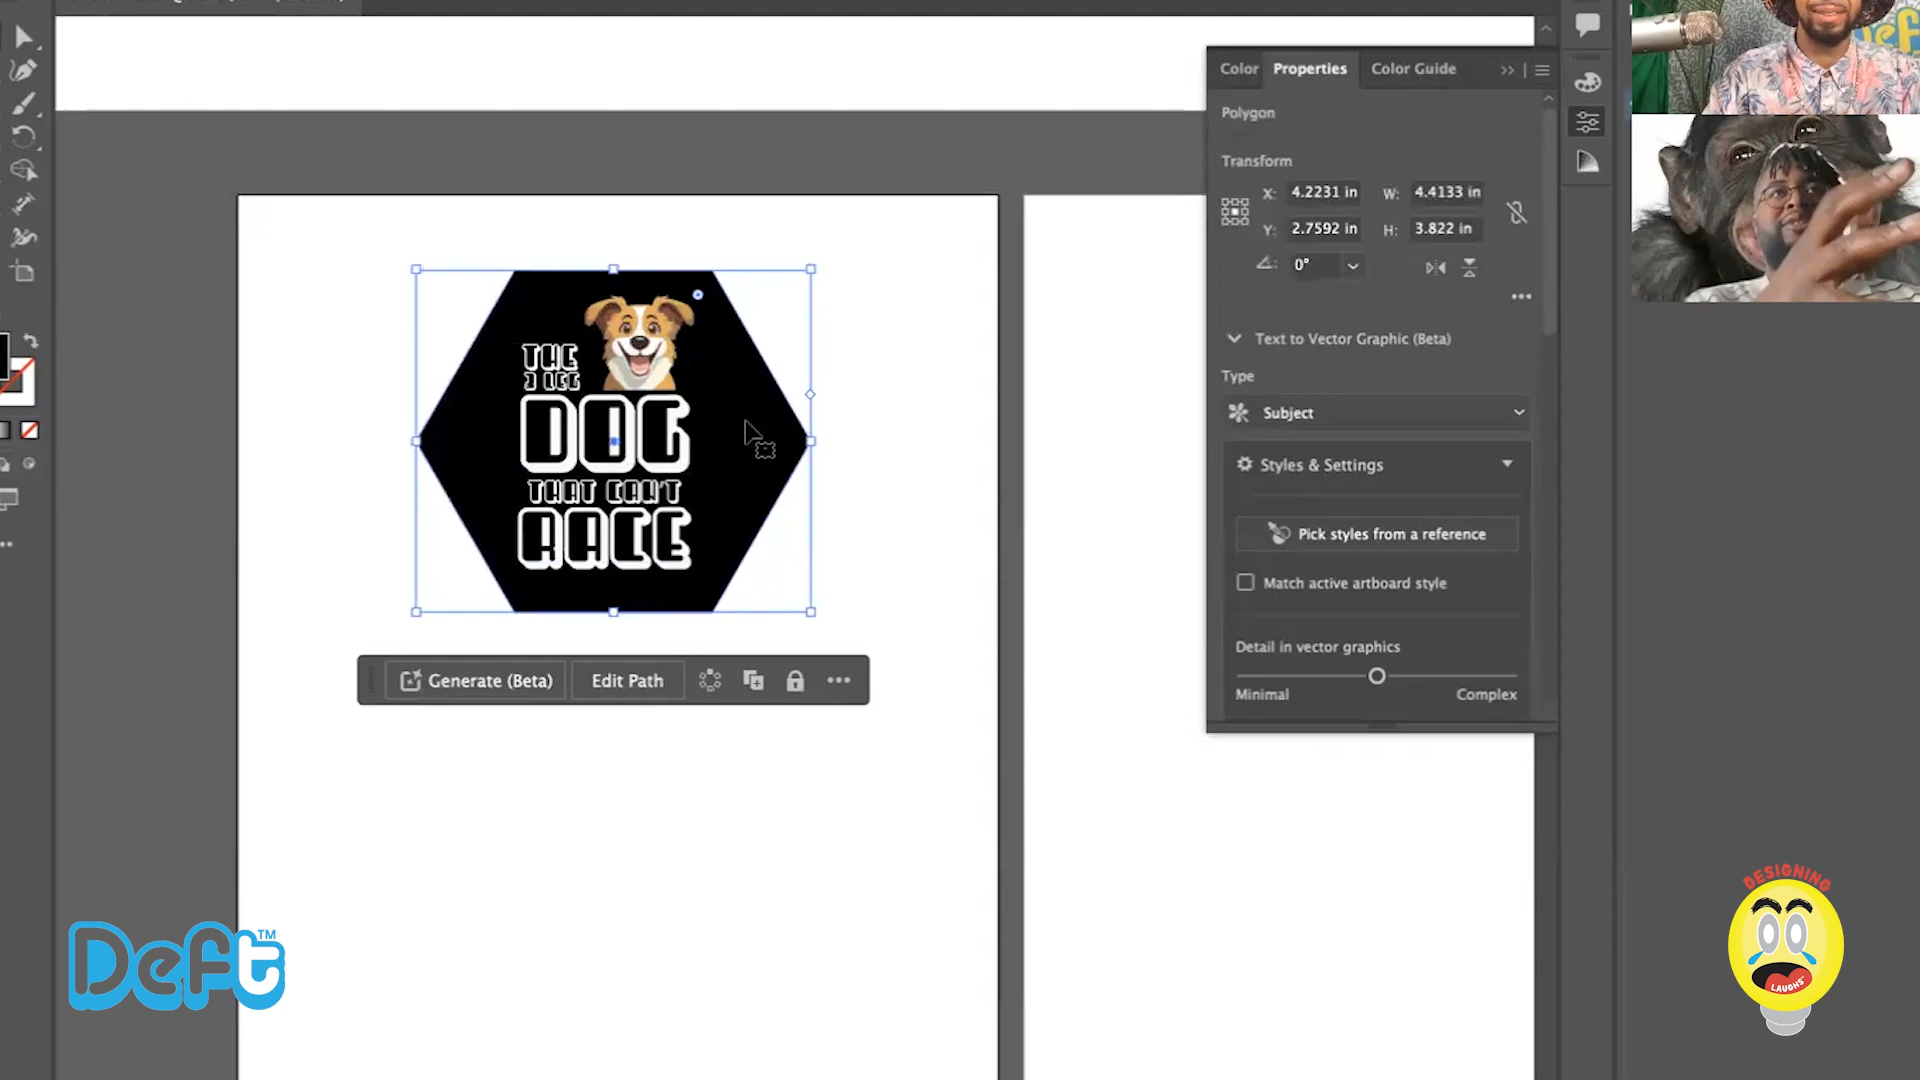 Color Properties Color Guide
Polygon
Transform
X: 4.2231 in W: 4.4133 in
Y: 2.7592 in H: 3.822 in
0°
Text to Vector Graphic (Beta)
Type
Subject
Styles & Settings
Pick styles from a reference
Match active artboard style
Detail in vector graphics
Minimal Complex
THE
3 LEG
DOG
THAT CAN'T
RACE
Generate (Beta) Edit Path
Deft™
DESIGNING
LAUGHS
Deft